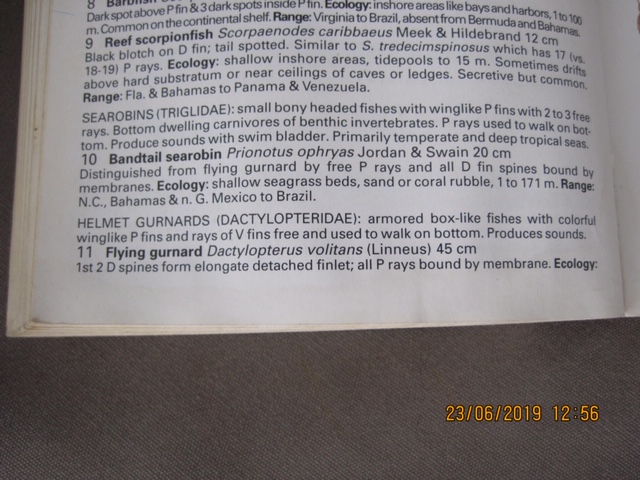 8 Barbfish
Dark spot above P fin & 3 dark spots inside P fin. Ecology: inshore areas like bays and harbors, 1 to 100
m. Common on the continental shelf. Range: Virginia to Brazil, absent from Bermuda and Bahamas.
9 Reef scorpionfish Scorpaenodes caribbaeus Meek & Hildebrand 12 cm
Black blotch on D fin; tail spotted. Similar to S. tredecimspinosus which has 17 (vs.
18-19) P rays. Ecology: shallow inshore areas, tidepools to 15 m. Sometimes drifts
above hard substratum or near ceilings of caves or ledges. Secretive but common.
Range: Fla. & Bahamas to Panama & Venezuela.
SEAROBINS (TRIGLIDAE): small bony headed fishes with winglike P fins with 2 to 3 free
rays. Bottom dwelling carnivores of benthic invertebrates. P rays used to walk on bot-
tom. Produce sounds with swim bladder. Primarily temperate and deep tropical seas.
10 Bandtail searobin Prionotus ophryas Jordan & Swain 20 cm
Distinguished from flying gurnard by free P rays and all D fin spines bound by
membranes. Ecology: shallow seagrass beds, sand or coral rubble, 1 to 171 m. Range:
N.C., Bahamas & n. G. Mexico to Brazil.
HELMET GURNARDS (DACTYLOPTERIDAE): armored box-like fishes with colorful
winglike P fins and rays of V fins free and used to walk on bottom. Produces sounds.
11 Flying gurnard Dactylopterus volitans (Linneus) 45 cm
1st 2 D spines form elongate detached finlet; all P rays bound by membrane. Ecology:
23/06/2019 12:56